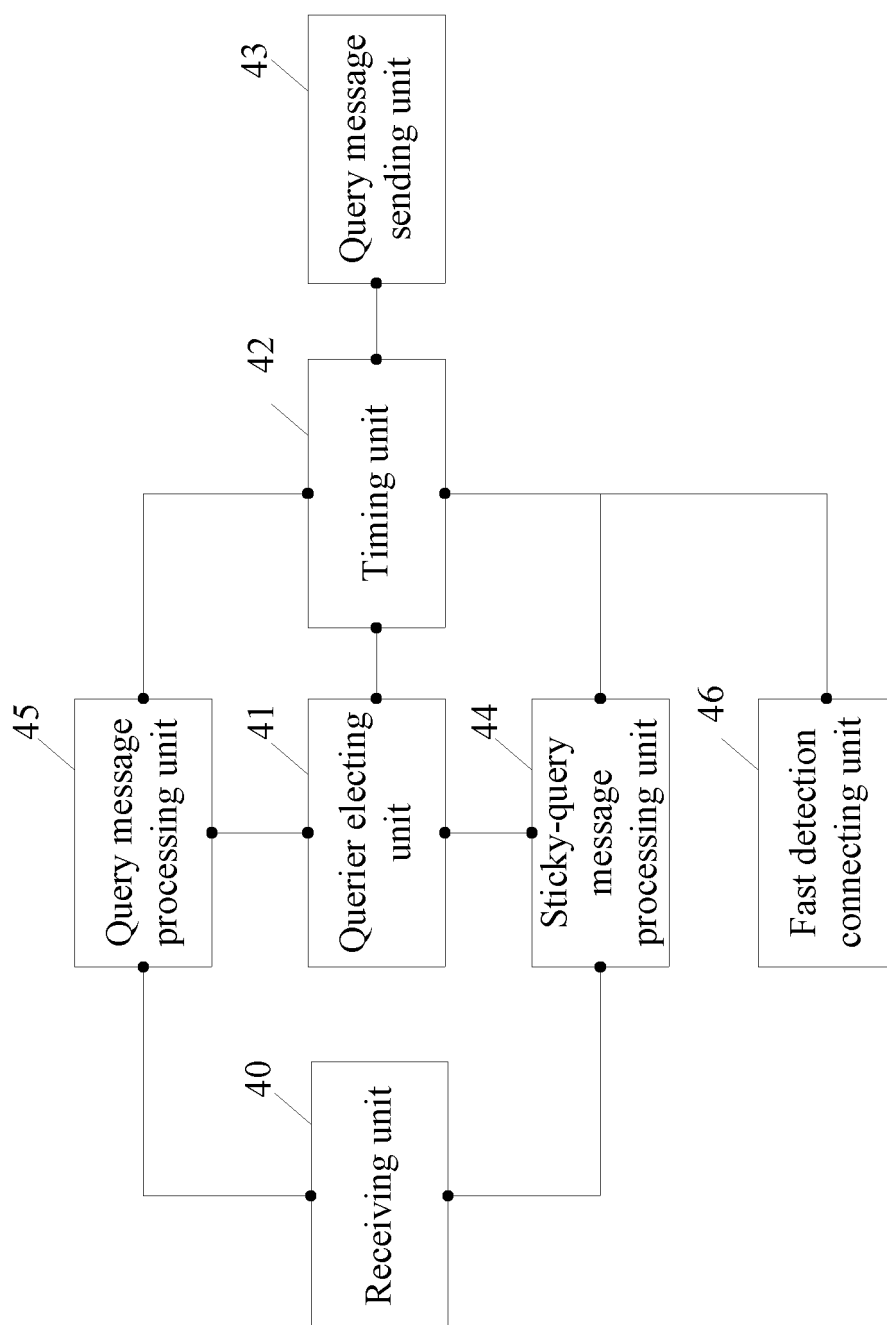 40
Receiving unit
45
Query message
processing unit
41
Querier electing
unit
44
Sticky-query
message
processing unit
46
Fast detection
connecting unit
42
Timing unit
43
Query message
sending unit